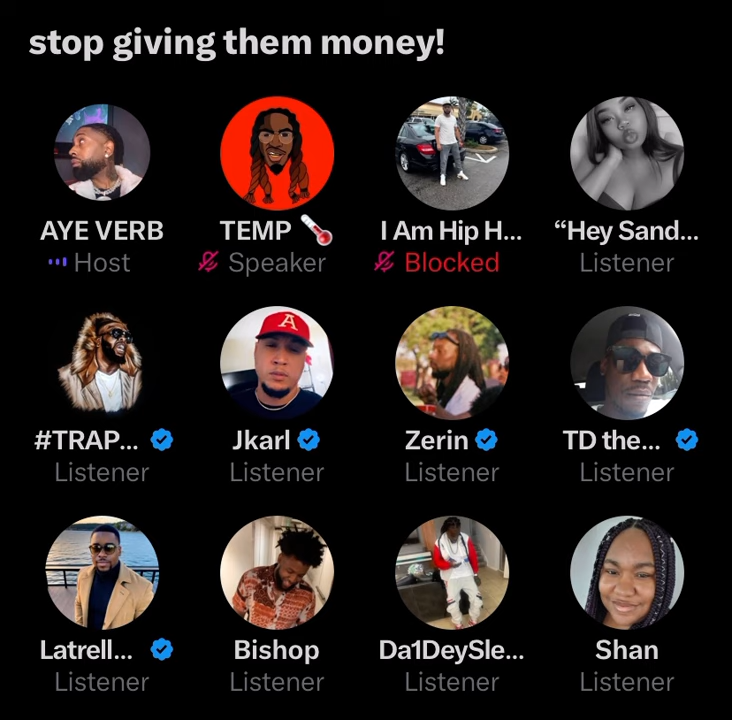 stop giving them money!
AYE VERB TEMP🌡️ I Am Hip H... “Hey Sand...
Host Speaker Blocked Listener
#TRAP... Jkarl Zerin TD the...
Listener Listener Listener Listener
A
Latrell... Bishop Da1DeySle... Shan
Listener Listener Listener Listener